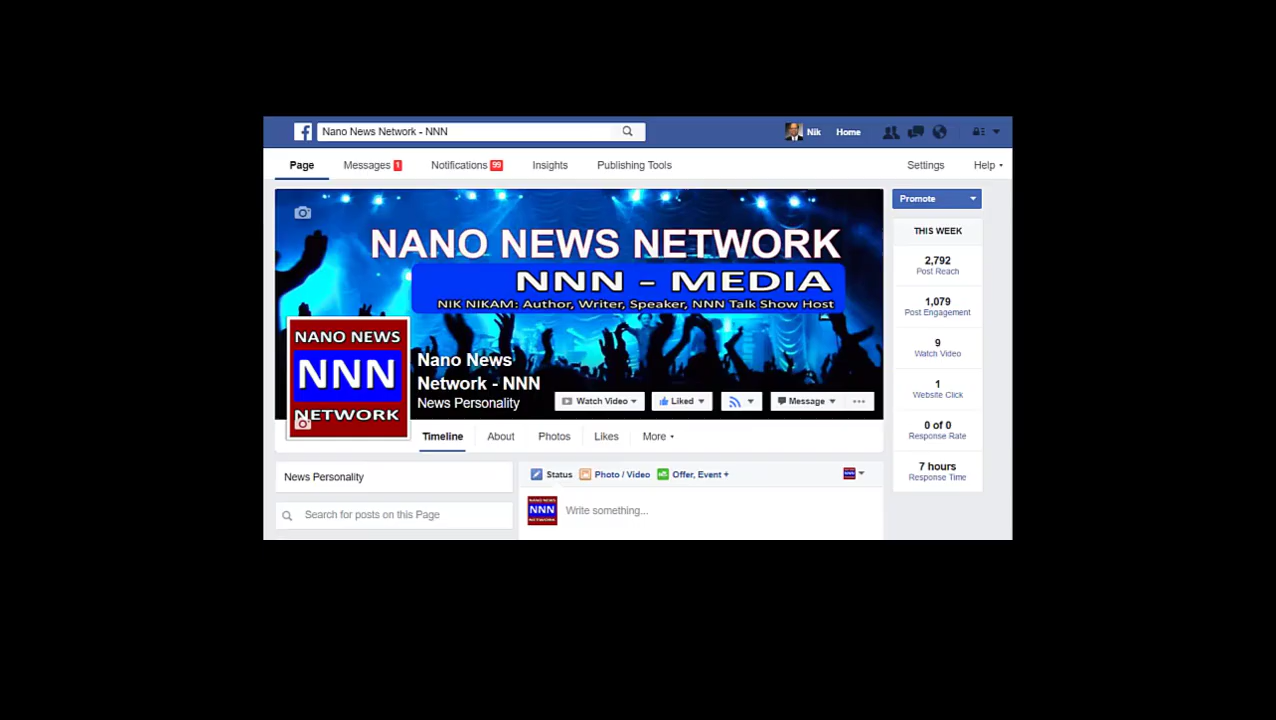 Nano News Network - NNN
Nik Home
Page Messages 1 Notifications 99 Insights Publishing Tools Settings Help
Promote
NANO NEWS NETWORK
NNN - MEDIA
NIK NIKAM: Author, Writer, Speaker, NNN Talk Show Host
THIS WEEK
2,792
Post Reach
1,079
Post Engagement
9
Watch Video
1
Website Click
0 of 0
Response Rate
7 hours
Response Time
NANO NEWS
NNN
NETWORK
Nano News
Network - NNN
News Personality
Watch Video Liked Message ...
Timeline About Photos Likes More
News Personality
Search for posts on this Page
Status Photo / Video Offer, Event +
NANO NEWS
NNN
NETWORK
Write something...